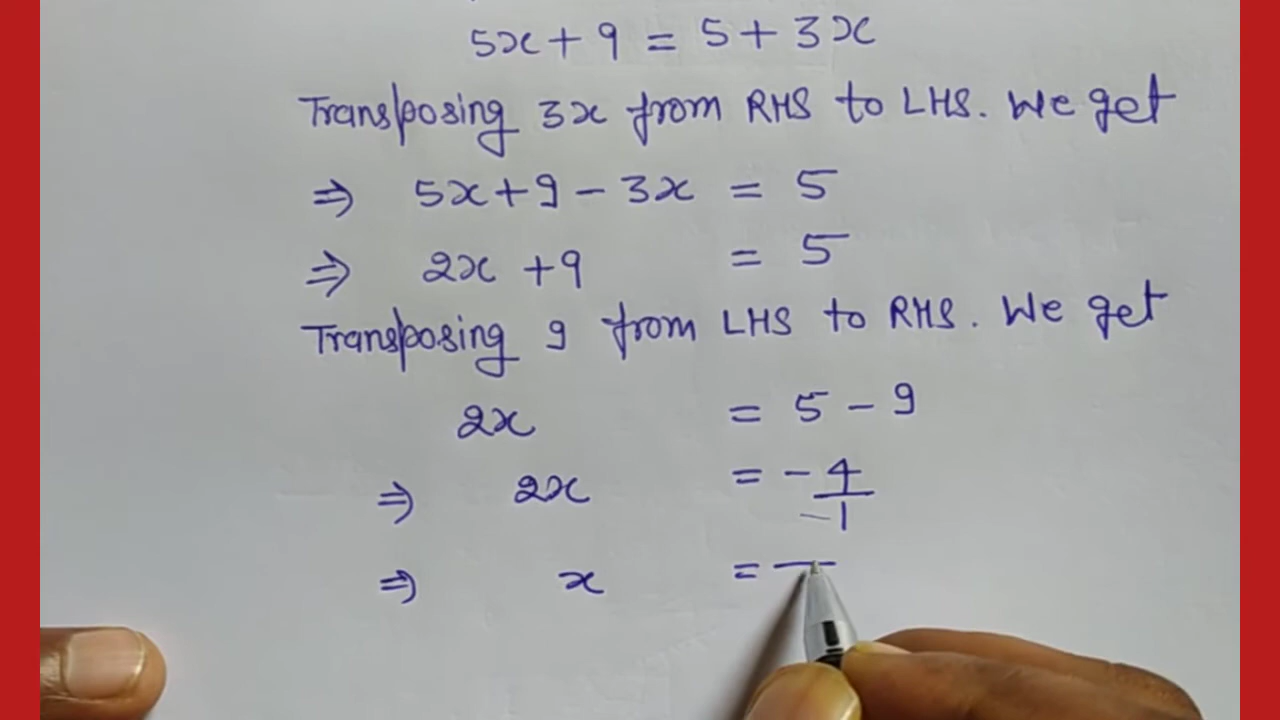 5x + 9 = 5 + 3x
Transposing 3x from RHS to LHS. We get
⇒ 5x + 9 - 3x = 5
⇒ 2x + 9 = 5
Transposing 9 from LHS to RHS. We get
2x = 5 - 9
⇒ 2x = -4/-1
⇒ x = —